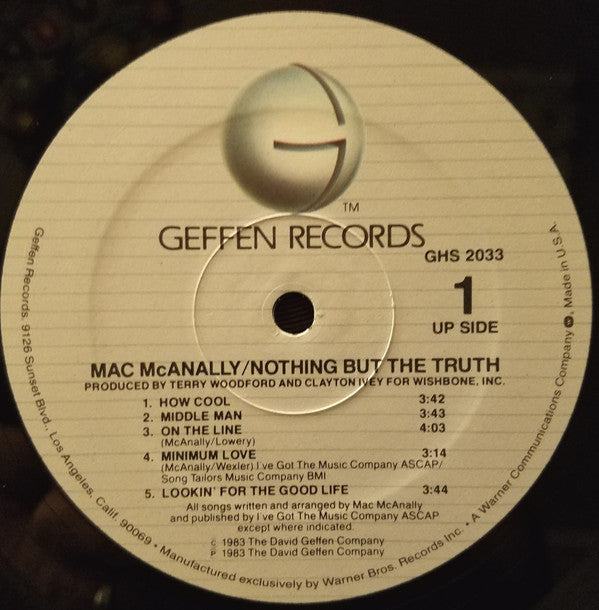 TM
GEFFEN RECORDS
GHS 2033
1
UP SIDE
MAC McANALLY/NOTHING BUT THE TRUTH
PRODUCED BY TERRY WOODFORD AND CLAYTON IVEY FOR WISHBONE, INC.
1. HOW COOL 3:42
2. MIDDLE MAN 3:43
3. ON THE LINE 4:03
(McAnally/Lowery)
4. MINIMUM LOVE 3:14
(McAnally/Wexler) I've Got The Music Company ASCAP/
Song Tailors Music Company BMI
5. LOOKIN' FOR THE GOOD LIFE 3:44
All songs written and arranged by Mac McAnally
and published by I've Got The Music Company ASCAP
except where indicated.
© 1983 The David Geffen Company
℗ 1983 The David Geffen Company
Geffen Records, 9126 Sunset Blvd., Los Angeles, Calif. 90069 • Manufactured exclusively by Warner Bros. Records Inc. • A Warner Communications Company. Made in U.S.A.